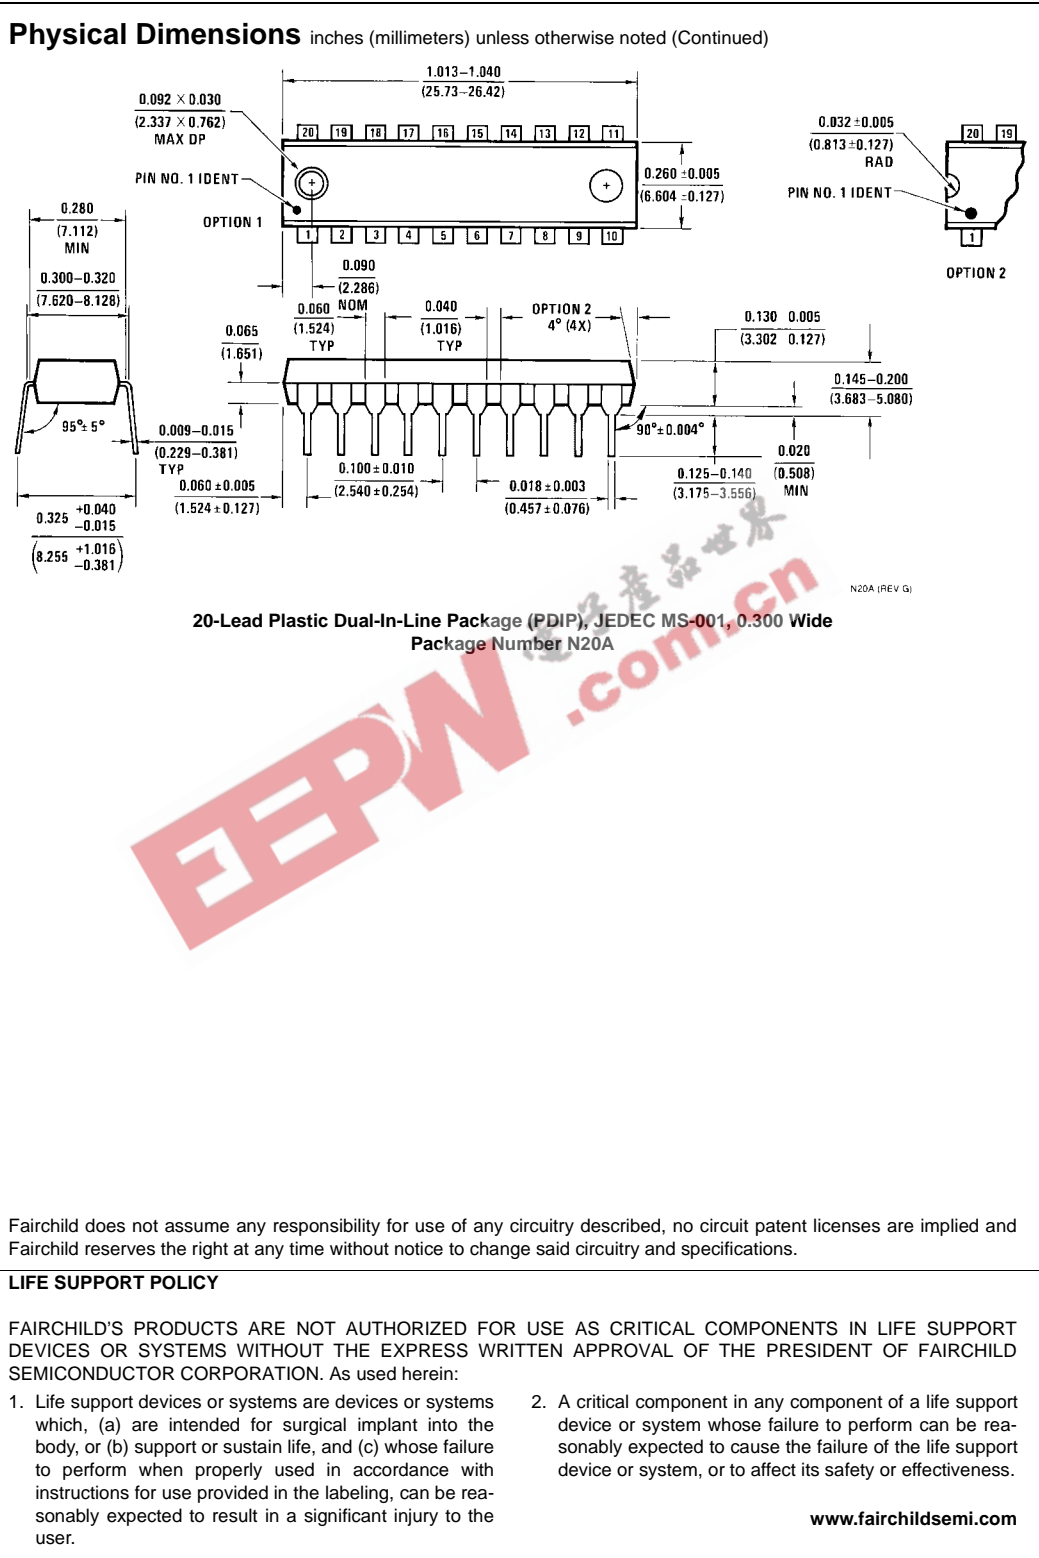 Physical Dimensions inches (millimeters) unless otherwise noted (Continued)
1.013–1.040
(25.73–26.42)
0.092 × 0.030
(2.337 × 0.762)
MAX DP
20 19 18 17 16 15 14 13 12 11
0.032 ±0.005
(0.813 ±0.127)
RAD
20 19
PIN NO. 1 IDENT
0.260 ±0.005
(6.604 ±0.127)
PIN NO. 1 IDENT
OPTION 1
1 2 3 4 5 6 7 8 9 10
1
OPTION 2
0.280
(7.112)
MIN
0.300–0.320
(7.620–8.128)
0.090
(2.286)
NOM
0.060
(1.524)
TYP
0.040
(1.016)
TYP
OPTION 2
4° (4X)
0.130 0.005
(3.302 0.127)
0.065
(1.651)
0.145–0.200
(3.683–5.080)
95°± 5°
0.009–0.015
(0.229–0.381)
TYP
90°±0.004°
0.020
(0.508)
MIN
0.100 ±0.010
(2.540 ±0.254)
0.125–0.140
(3.175–3.556)
0.060 ±0.005
(1.524 ±0.127)
0.018 ±0.003
(0.457 ±0.076)
0.325 +0.040
–0.015
(8.255 +1.016
–0.381)
N20A (REV G)
20-Lead Plastic Dual-In-Line Package (PDIP), JEDEC MS-001, 0.300 Wide
Package Number N20A
EEPW 電子產品世界
.com.cn
Fairchild does not assume any responsibility for use of any circuitry described, no circuit patent licenses are implied and
Fairchild reserves the right at any time without notice to change said circuitry and specifications.
LIFE SUPPORT POLICY
FAIRCHILD'S PRODUCTS ARE NOT AUTHORIZED FOR USE AS CRITICAL COMPONENTS IN LIFE SUPPORT
DEVICES OR SYSTEMS WITHOUT THE EXPRESS WRITTEN APPROVAL OF THE PRESIDENT OF FAIRCHILD
SEMICONDUCTOR CORPORATION. As used herein:
1. Life support devices or systems are devices or systems
which, (a) are intended for surgical implant into the
body, or (b) support or sustain life, and (c) whose failure
to perform when properly used in accordance with
instructions for use provided in the labeling, can be rea-
sonably expected to result in a significant injury to the
user.
2. A critical component in any component of a life support
device or system whose failure to perform can be rea-
sonably expected to cause the failure of the life support
device or system, or to affect its safety or effectiveness.
www.fairchildsemi.com